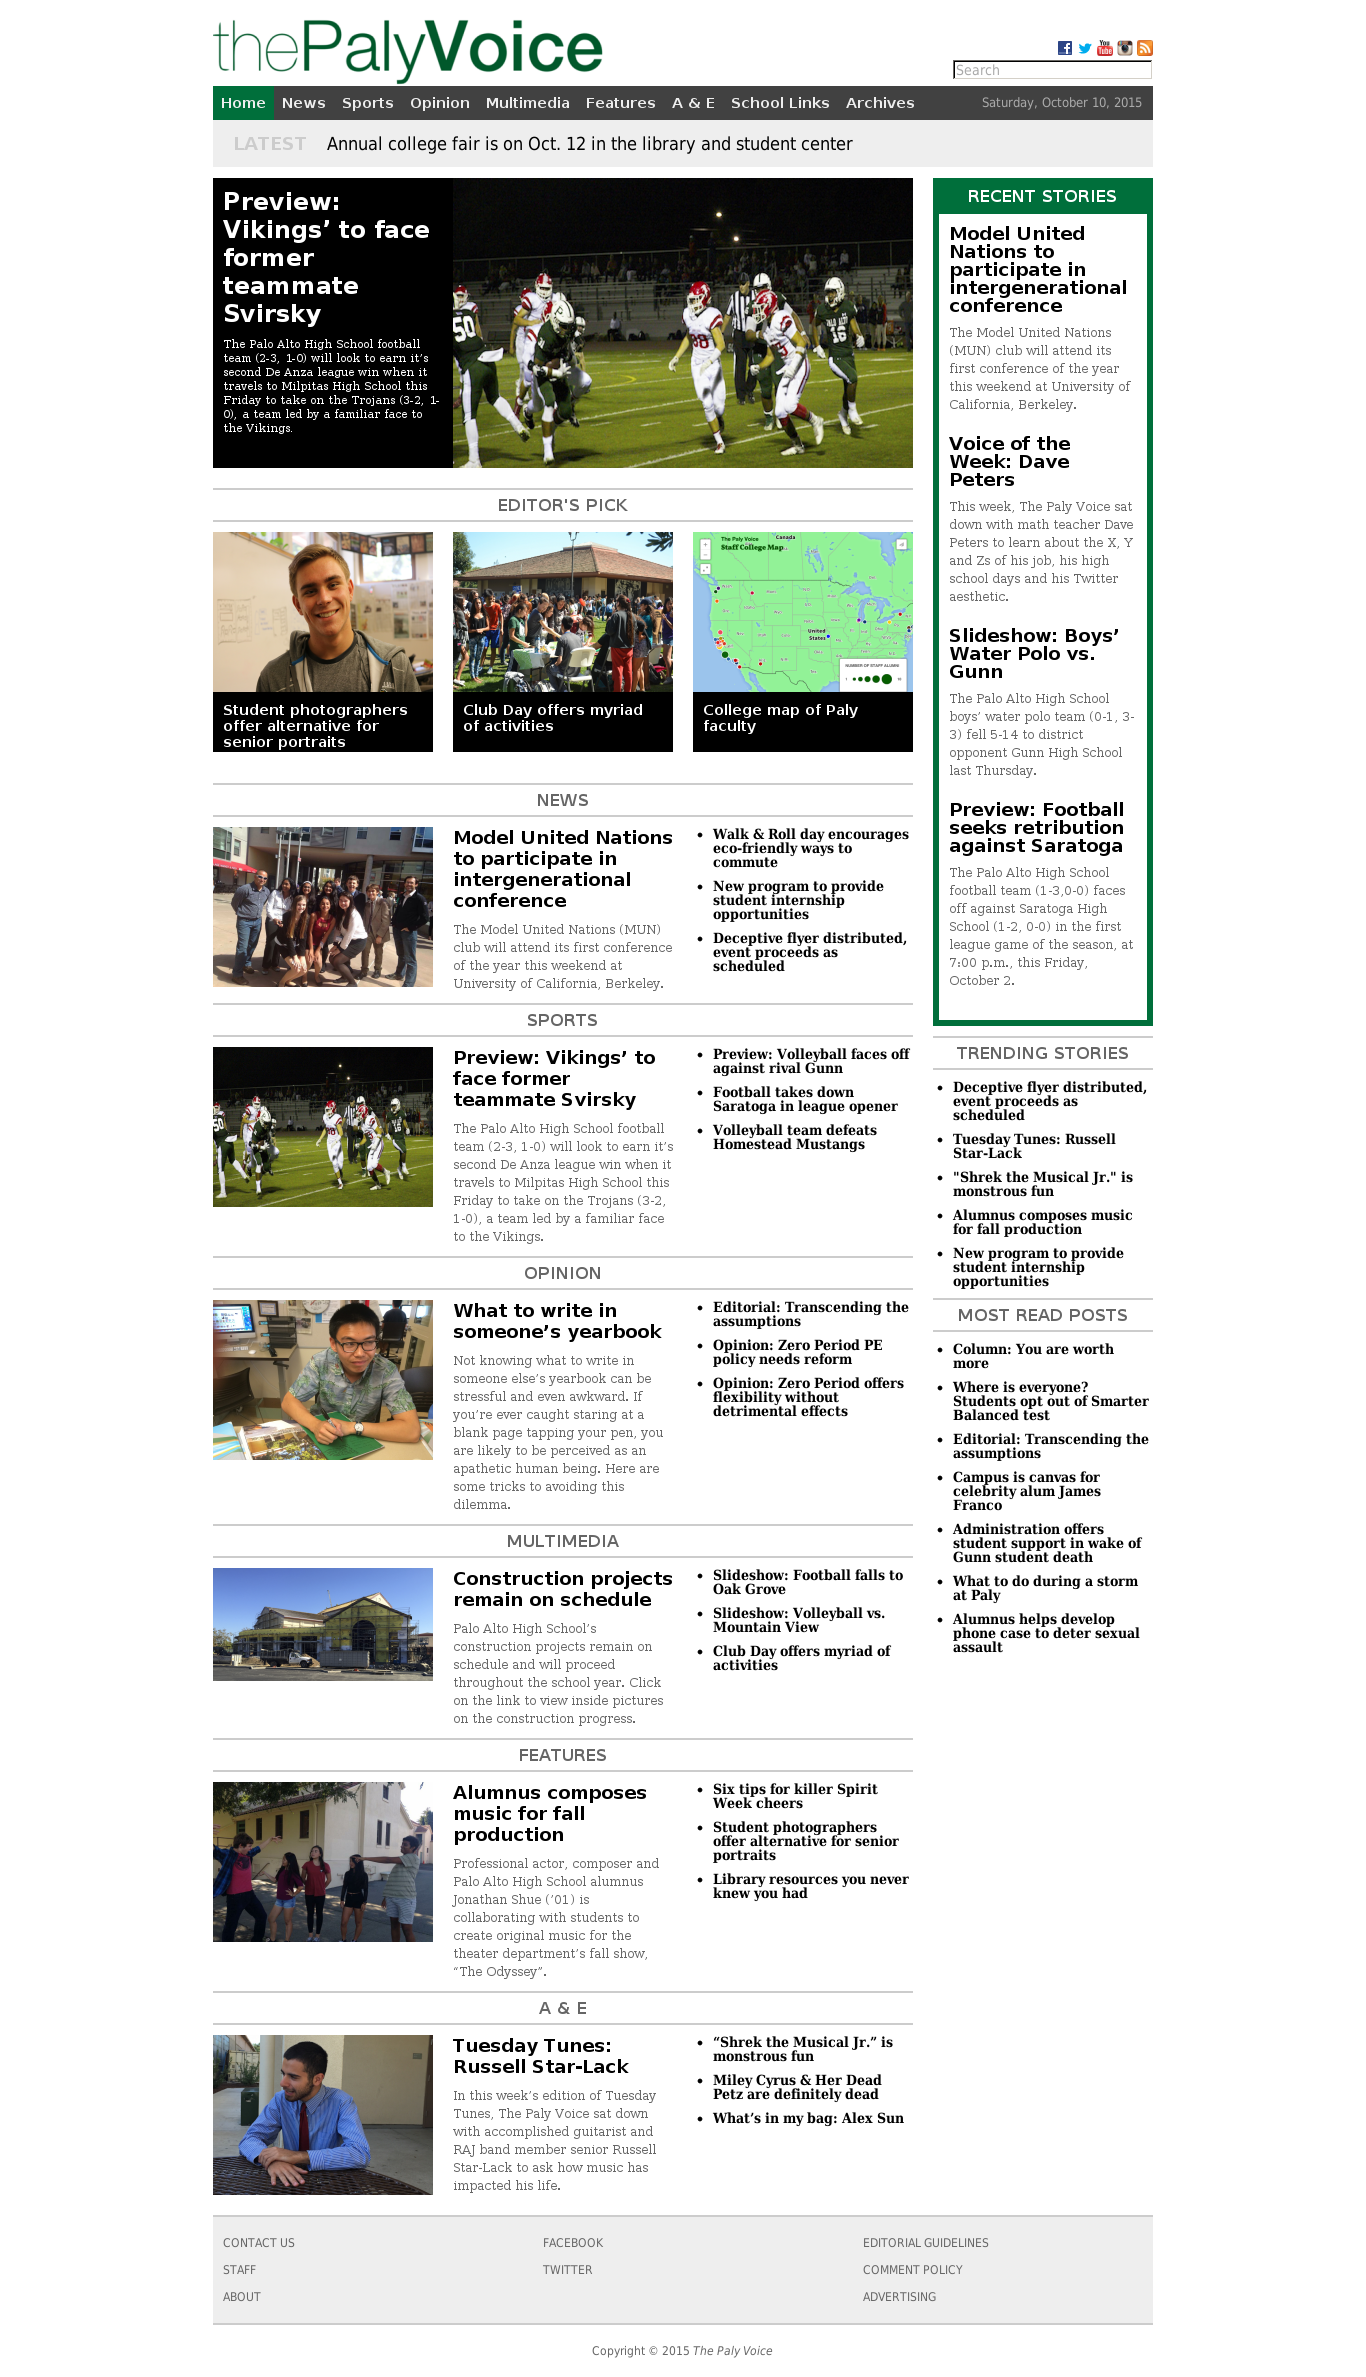 thePalyVoice
Search
Home News Sports Opinion Multimedia Features A & E School Links Archives Saturday, October 10, 2015
LATEST Annual college fair is on Oct. 12 in the library and student center
Preview:
Vikings’ to face
former
teammate
Svirsky
The Palo Alto High School football
team (2-3, 1-0) will look to earn it’s
second De Anza league win when it
travels to Milpitas High School this
Friday to take on the Trojans (3-2, 1-
0), a team led by a familiar face to
the Vikings.
50
16
EDITOR'S PICK
The Paly Voice
Staff College Map
Canada
United
States
NUMBER OF STAFF ALUMNI
Student photographers
offer alternative for
senior portraits
Club Day offers myriad
of activities
College map of Paly
faculty
NEWS
Model United Nations
to participate in
intergenerational
conference
The Model United Nations (MUN)
club will attend its first conference
of the year this weekend at
University of California, Berkeley.
• Walk & Roll day encourages
eco-friendly ways to
commute
• New program to provide
student internship
opportunities
• Deceptive flyer distributed,
event proceeds as
scheduled
SPORTS
Preview: Vikings’ to
face former
teammate Svirsky
The Palo Alto High School football
team (2-3, 1-0) will look to earn it’s
second De Anza league win when it
travels to Milpitas High School this
Friday to take on the Trojans (3-2,
1-0), a team led by a familiar face
to the Vikings.
• Preview: Volleyball faces off
against rival Gunn
• Football takes down
Saratoga in league opener
• Volleyball team defeats
Homestead Mustangs
OPINION
What to write in
someone’s yearbook
Not knowing what to write in
someone else’s yearbook can be
stressful and even awkward. If
you’re ever caught staring at a
blank page tapping your pen, you
are likely to be perceived as an
apathetic human being. Here are
some tricks to avoiding this
dilemma.
• Editorial: Transcending the
assumptions
• Opinion: Zero Period PE
policy needs reform
• Opinion: Zero Period offers
flexibility without
detrimental effects
MULTIMEDIA
Construction projects
remain on schedule
Palo Alto High School’s
construction projects remain on
schedule and will proceed
throughout the school year. Click
on the link to view inside pictures
on the construction progress.
• Slideshow: Football falls to
Oak Grove
• Slideshow: Volleyball vs.
Mountain View
• Club Day offers myriad of
activities
FEATURES
Alumnus composes
music for fall
production
Professional actor, composer and
Palo Alto High School alumnus
Jonathan Shue (’01) is
collaborating with students to
create original music for the
theater department’s fall show,
“The Odyssey”.
• Six tips for killer Spirit
Week cheers
• Student photographers
offer alternative for senior
portraits
• Library resources you never
knew you had
A & E
Tuesday Tunes:
Russell Star-Lack
In this week’s edition of Tuesday
Tunes, The Paly Voice sat down
with accomplished guitarist and
RAJ band member senior Russell
Star-Lack to ask how music has
impacted his life.
• “Shrek the Musical Jr.” is
monstrous fun
• Miley Cyrus & Her Dead
Petz are definitely dead
• What’s in my bag: Alex Sun
RECENT STORIES
Model United
Nations to
participate in
intergenerational
conference
The Model United Nations
(MUN) club will attend its
first conference of the year
this weekend at University of
California, Berkeley.
Voice of the
Week: Dave
Peters
This week, The Paly Voice sat
down with math teacher Dave
Peters to learn about the X, Y
and Zs of his job, his high
school days and his Twitter
aesthetic.
Slideshow: Boys’
Water Polo vs.
Gunn
The Palo Alto High School
boys’ water polo team (0-1, 3-
3) fell 5-14 to district
opponent Gunn High School
last Thursday.
Preview: Football
seeks retribution
against Saratoga
The Palo Alto High School
football team (1-3,0-0) faces
off against Saratoga High
School (1-2, 0-0) in the first
league game of the season, at
7:00 p.m., this Friday,
October 2.
TRENDING STORIES
• Deceptive flyer distributed,
event proceeds as
scheduled
• Tuesday Tunes: Russell
Star-Lack
• "Shrek the Musical Jr." is
monstrous fun
• Alumnus composes music
for fall production
• New program to provide
student internship
opportunities
MOST READ POSTS
• Column: You are worth
more
• Where is everyone?
Students opt out of Smarter
Balanced test
• Editorial: Transcending the
assumptions
• Campus is canvas for
celebrity alum James
Franco
• Administration offers
student support in wake of
Gunn student death
• What to do during a storm
at Paly
• Alumnus helps develop
phone case to deter sexual
assault
CONTACT US
STAFF
ABOUT
FACEBOOK
TWITTER
EDITORIAL GUIDELINES
COMMENT POLICY
ADVERTISING
Copyright © 2015 The Paly Voice